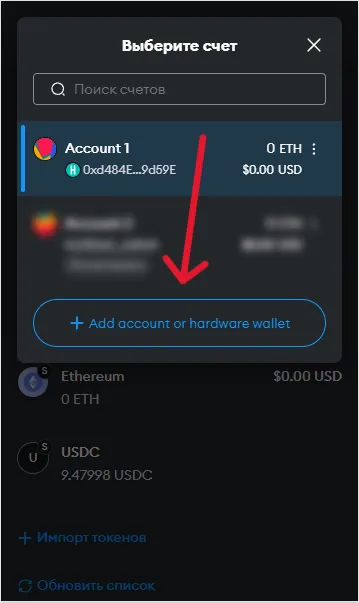 Выберите счет
Поиск счетов
Account 1
0 ETH
H 0xd484E...9d59E
$0.00 USD
+ Add account or hardware wallet
S
Ethereum
$0.00 USD
0 ETH
S
U
USDC
9.47998 USDC
+ Импорт токенов
Обновить список